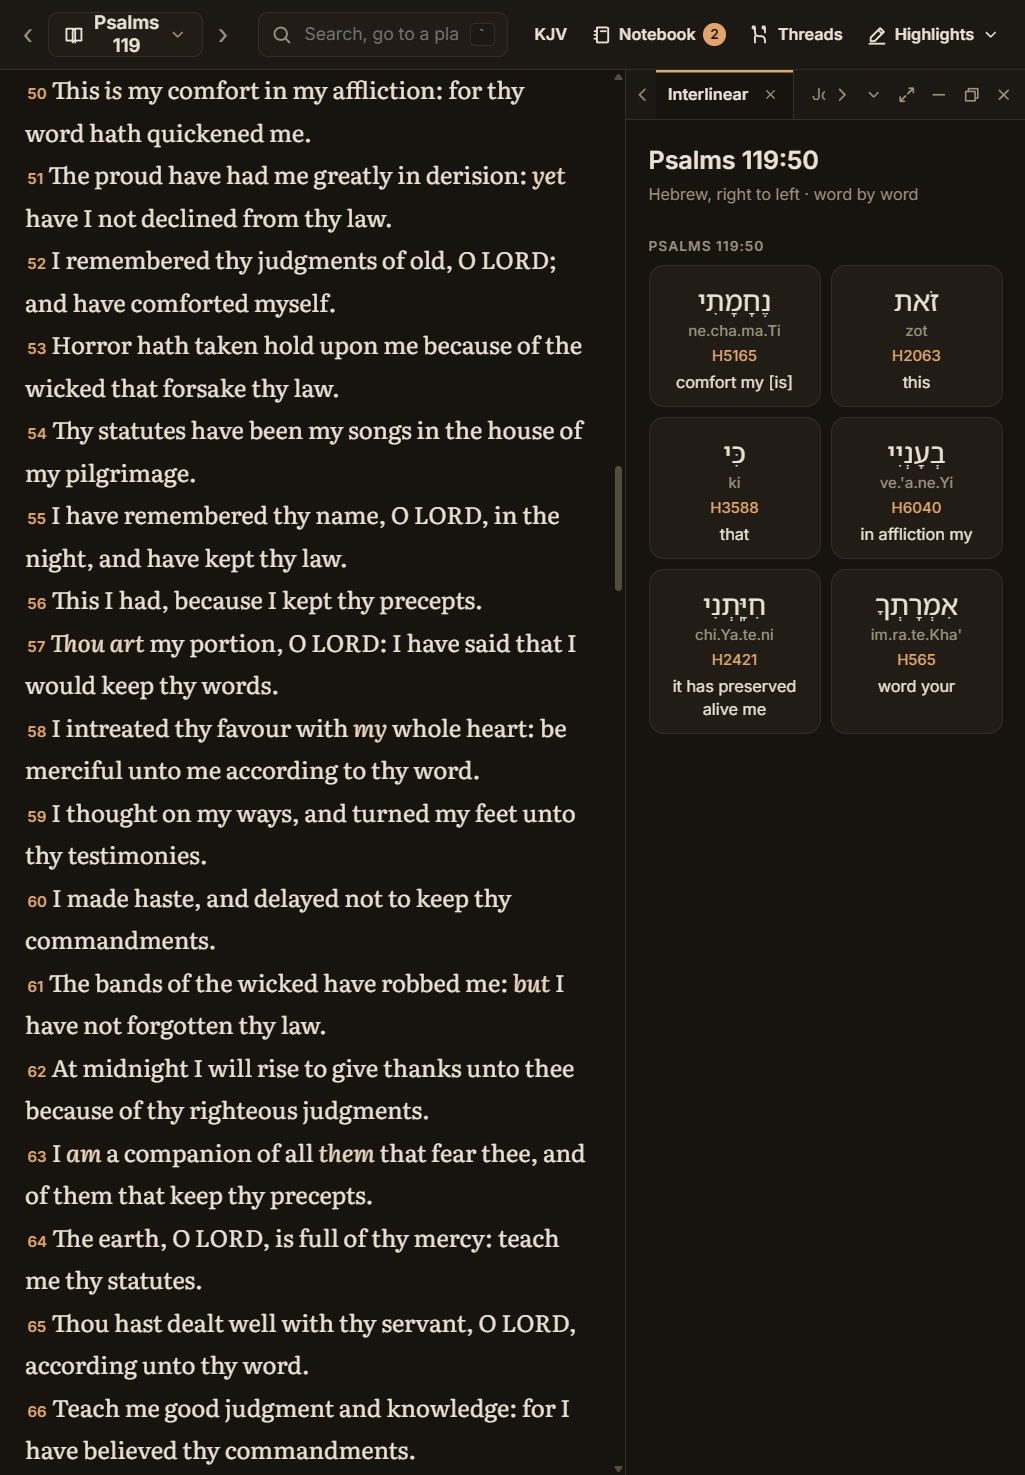 Psalms
119
Search, go to a pla
`
KJV
Notebook 2
Threads
Highlights
50 This is my comfort in my affliction: for thy
word hath quickened me.
51 The proud have had me greatly in derision: yet
have I not declined from thy law.
52 I remembered thy judgments of old, O LORD;
and have comforted myself.
53 Horror hath taken hold upon me because of the
wicked that forsake thy law.
54 Thy statutes have been my songs in the house of
my pilgrimage.
55 I have remembered thy name, O LORD, in the
night, and have kept thy law.
56 This I had, because I kept thy precepts.
57 Thou art my portion, O LORD: I have said that I
would keep thy words.
58 I intreated thy favour with my whole heart: be
merciful unto me according to thy word.
59 I thought on my ways, and turned my feet unto
thy testimonies.
60 I made haste, and delayed not to keep thy
commandments.
61 The bands of the wicked have robbed me: but I
have not forgotten thy law.
62 At midnight I will rise to give thanks unto thee
because of thy righteous judgments.
63 I am a companion of all them that fear thee, and
of them that keep thy precepts.
64 The earth, O LORD, is full of thy mercy: teach
me thy statutes.
65 Thou hast dealt well with thy servant, O LORD,
according unto thy word.
66 Teach me good judgment and knowledge: for I
have believed thy commandments.
Interlinear
Psalms 119:50
Hebrew, right to left · word by word
PSALMS 119:50
זֹאת
zot
H2063
this
נֶחָמָתִי
ne.cha.ma.Ti
H5165
comfort my [is]
בְעָנְיִי
ve.'a.ne.Yi
H6040
in affliction my
כִּי
ki
H3588
that
אִמְרָתְךָ
im.ra.te.Kha'
H565
word your
חִיָּתְנִי
chi.Ya.te.ni
H2421
it has preserved
alive me